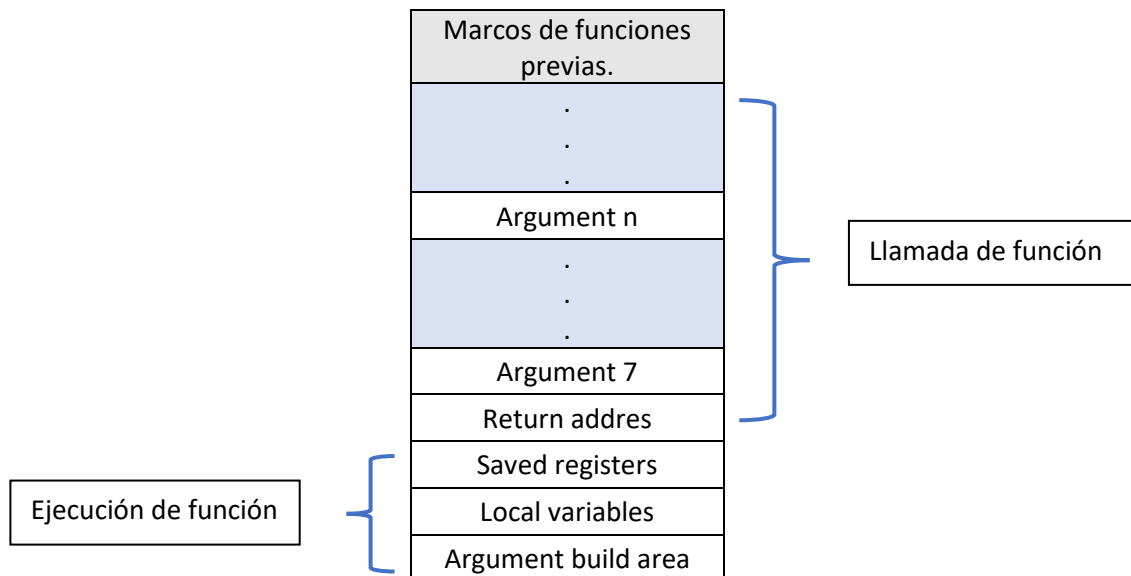 Marcos de funciones
previas.
.
.
.
Argument n
Llamada de función
.
.
.
Argument 7
Return addres
Saved registers
Ejecución de función
Local variables
Argument build area